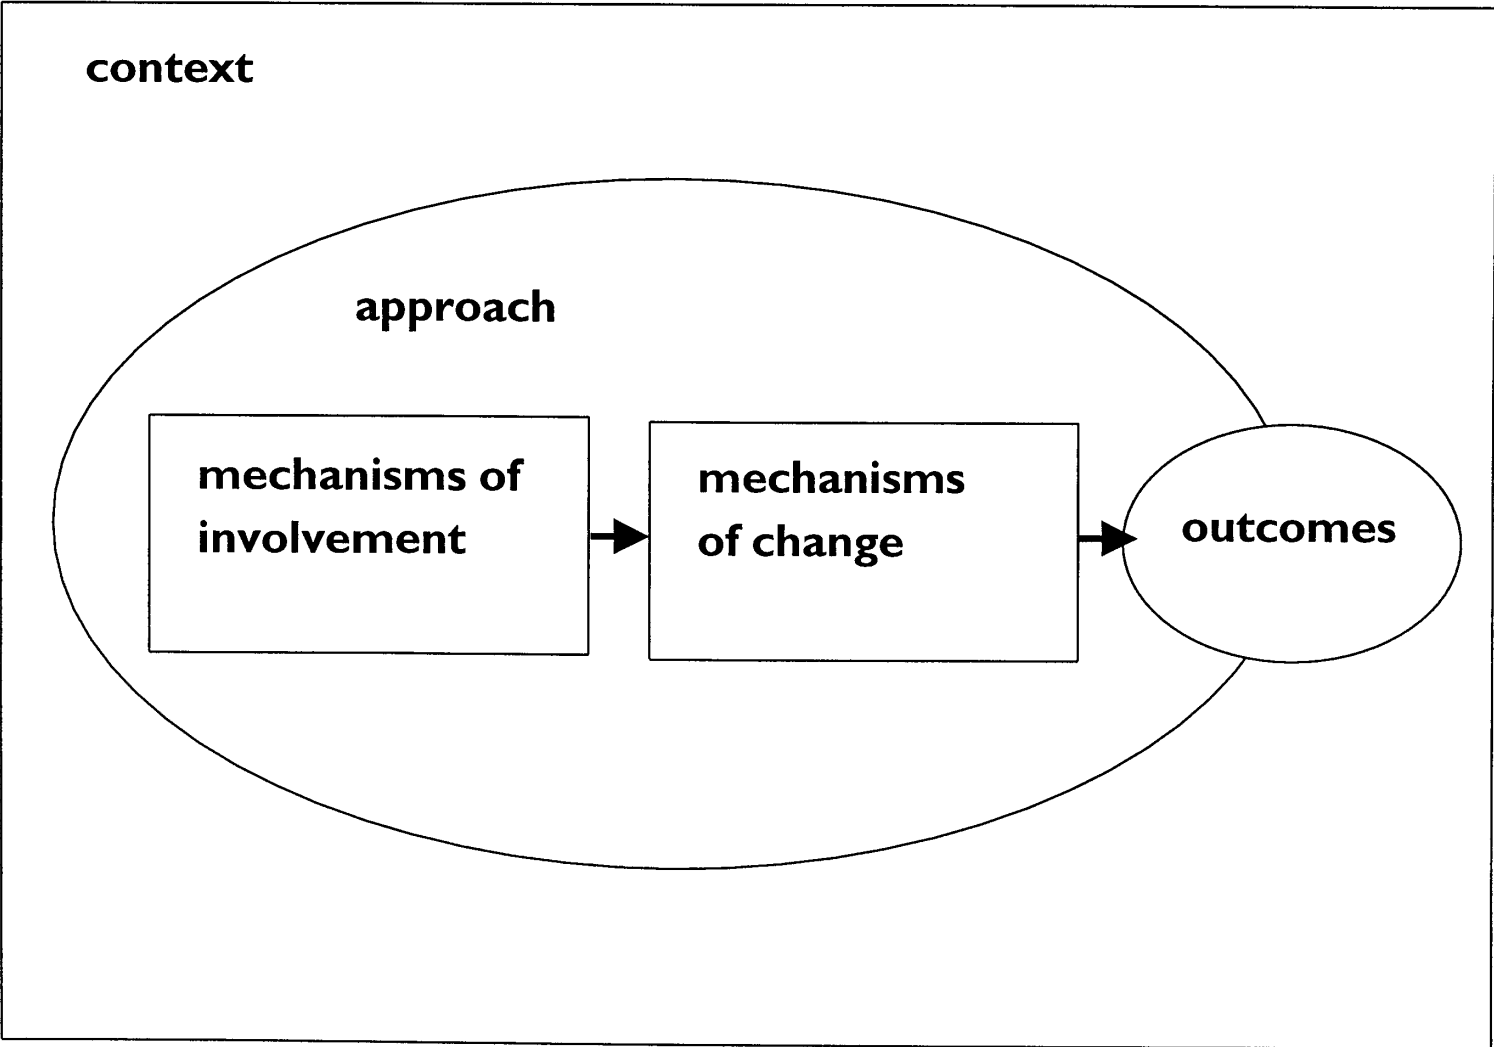 context
approach
mechanisms of
involvement
mechanisms
of change
outcomes